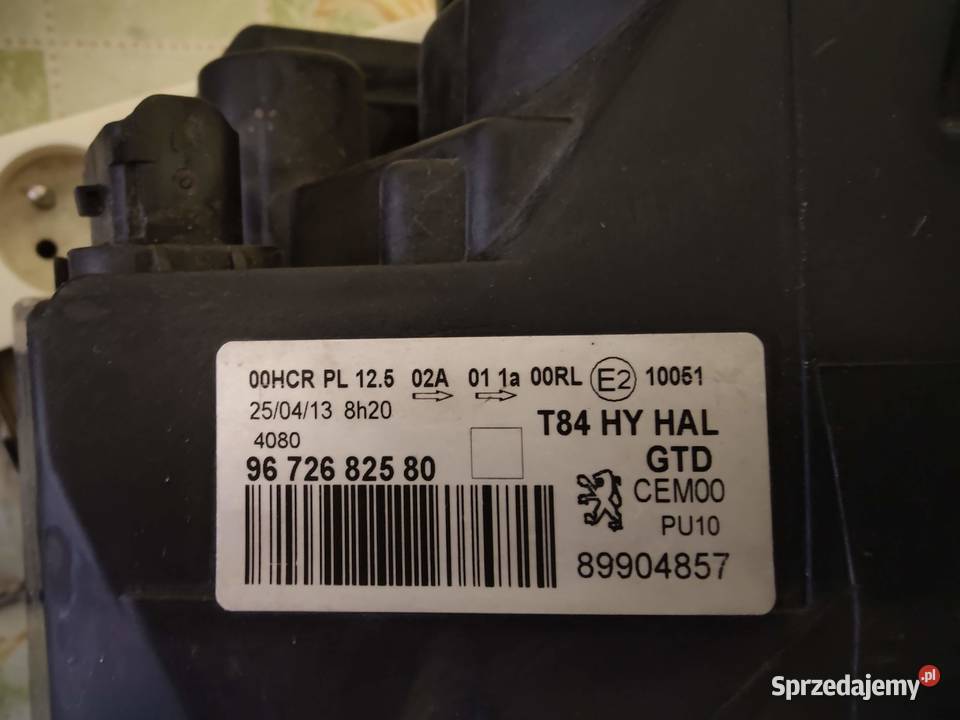 00HCR PL 12.5 02A 01 1a 00RL E2 10051
25/04/13 8h20
4080
T84 HY HAL
96 726 825 80
GTD
CEM00
PU10
89904857
Sprzedajemy.pl